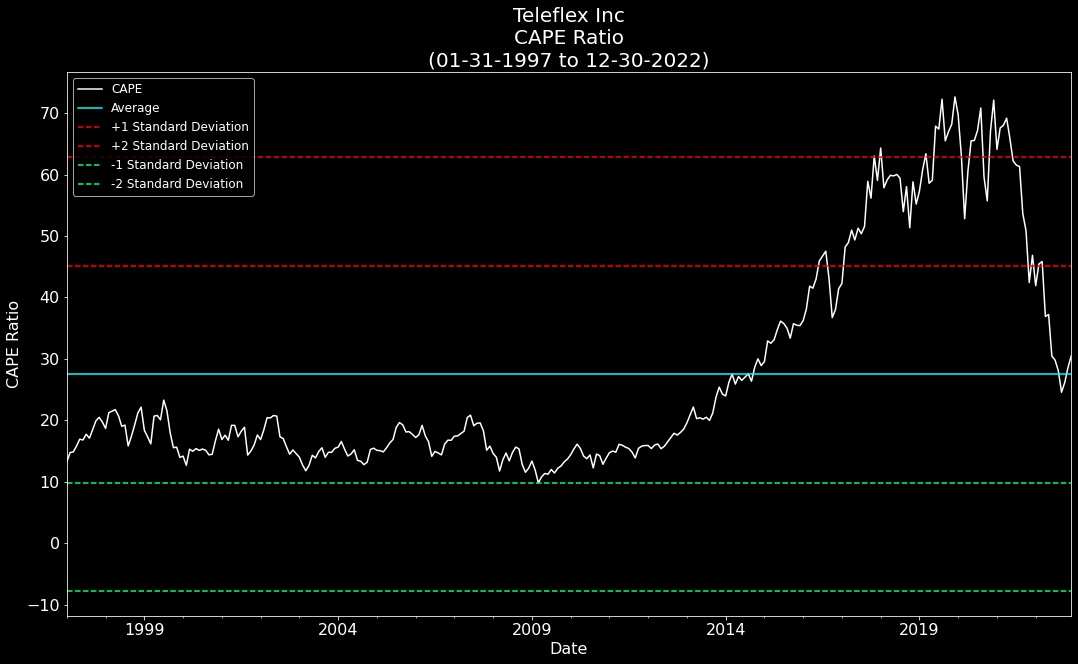 Teleflex Inc
CAPE Ratio
(01-31-1997 to 12-30-2022)
CAPE
Average
+1 Standard Deviation
+2 Standard Deviation
-1 Standard Deviation
-2 Standard Deviation
CAPE Ratio
70
60
50
40
30
20
10
0
−10
1999
2004
2009
2014
2019
Date